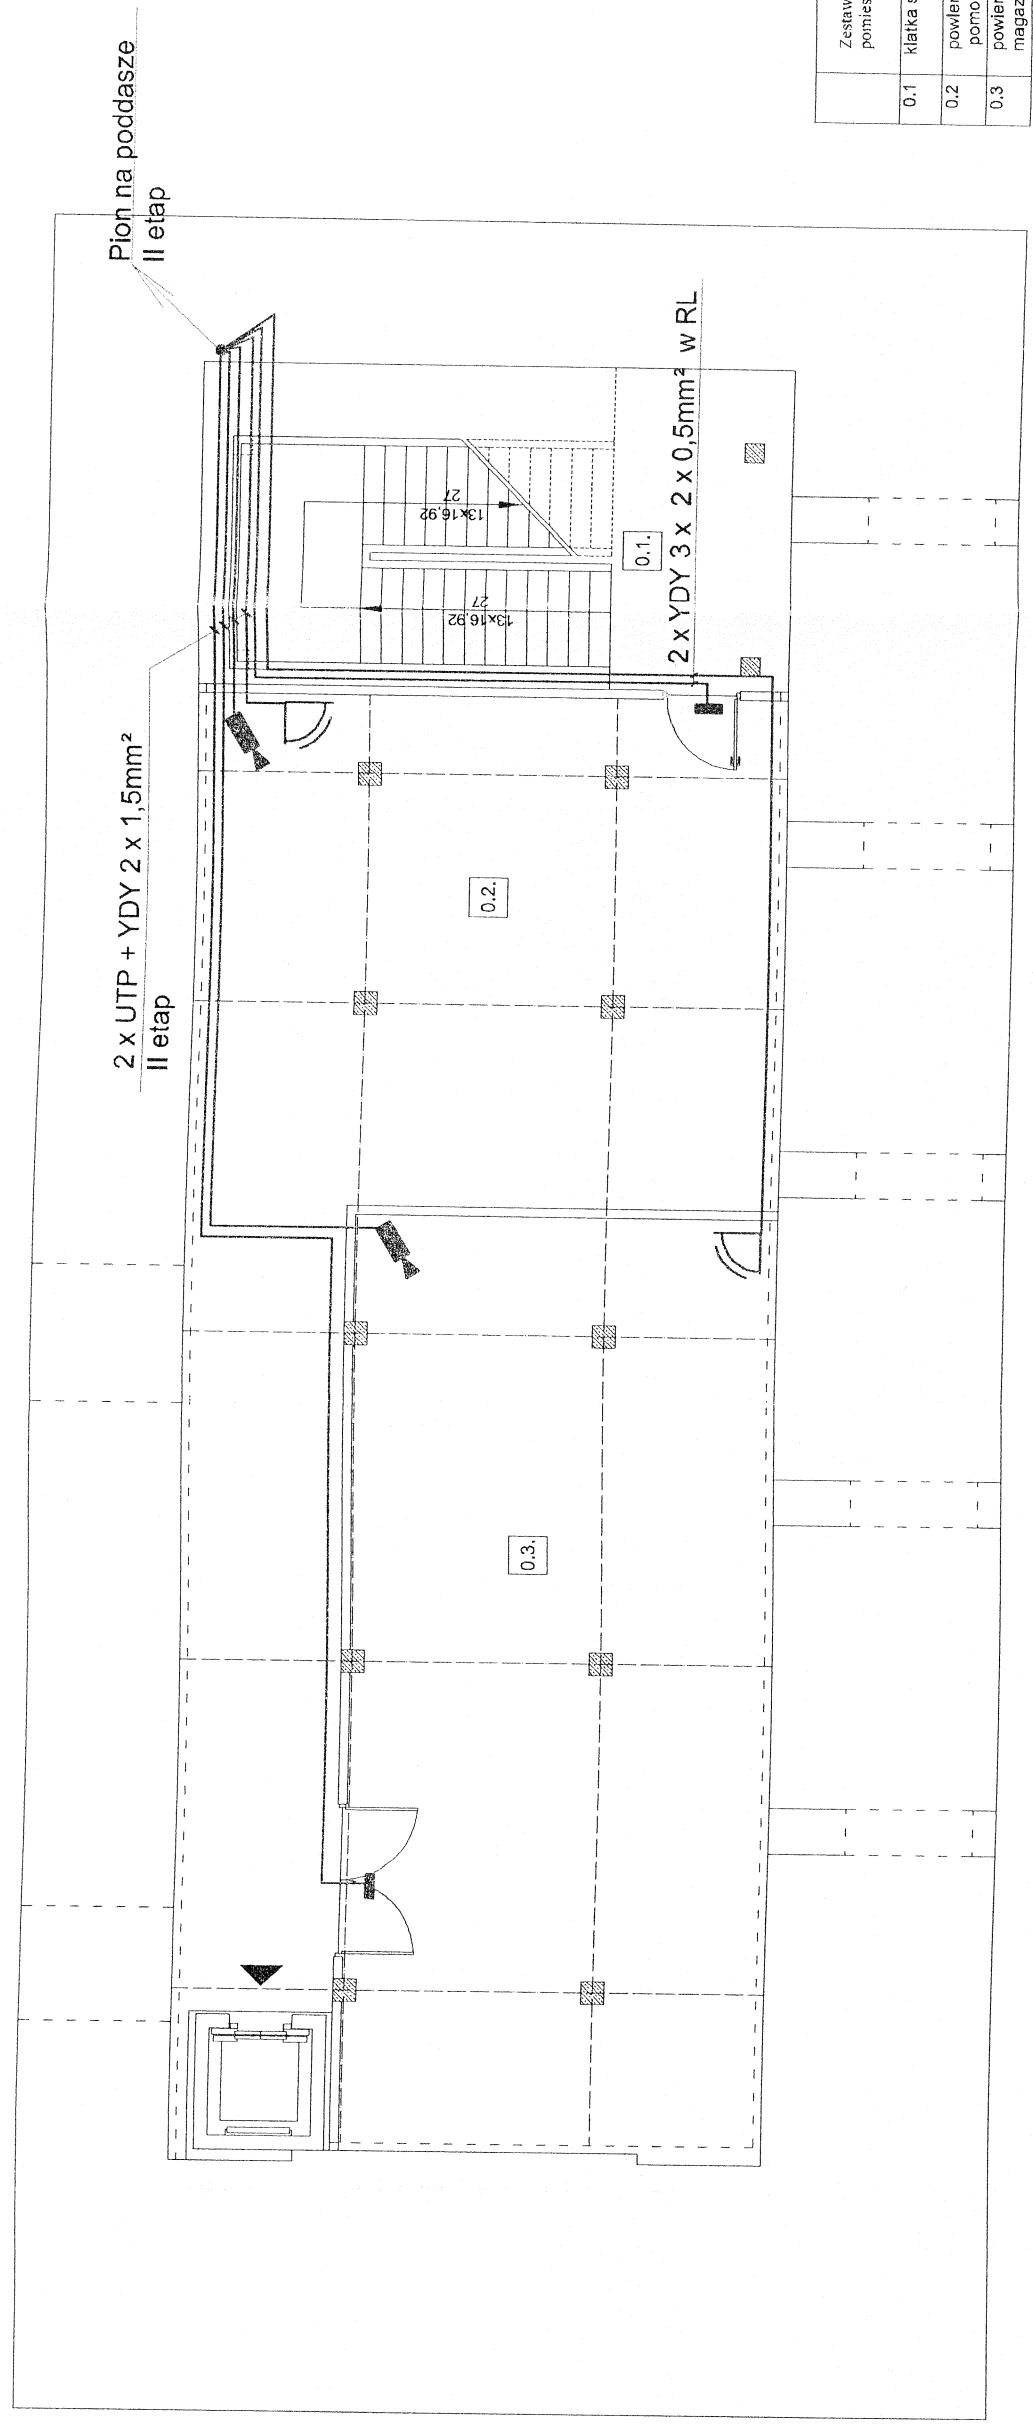 Pion na poddasze
II etap
2 x UTP + YDY 2 x 1,5mm²
II etap
2 x YDY 3 x 2 x 0,5mm² w RL
13x16,92
27
13x16,92
27
0.1.
0.2.
0.3.
Zestaw
pomies
0.1 klatka s
0.2 powier
pomo
0.3 powier
magaz